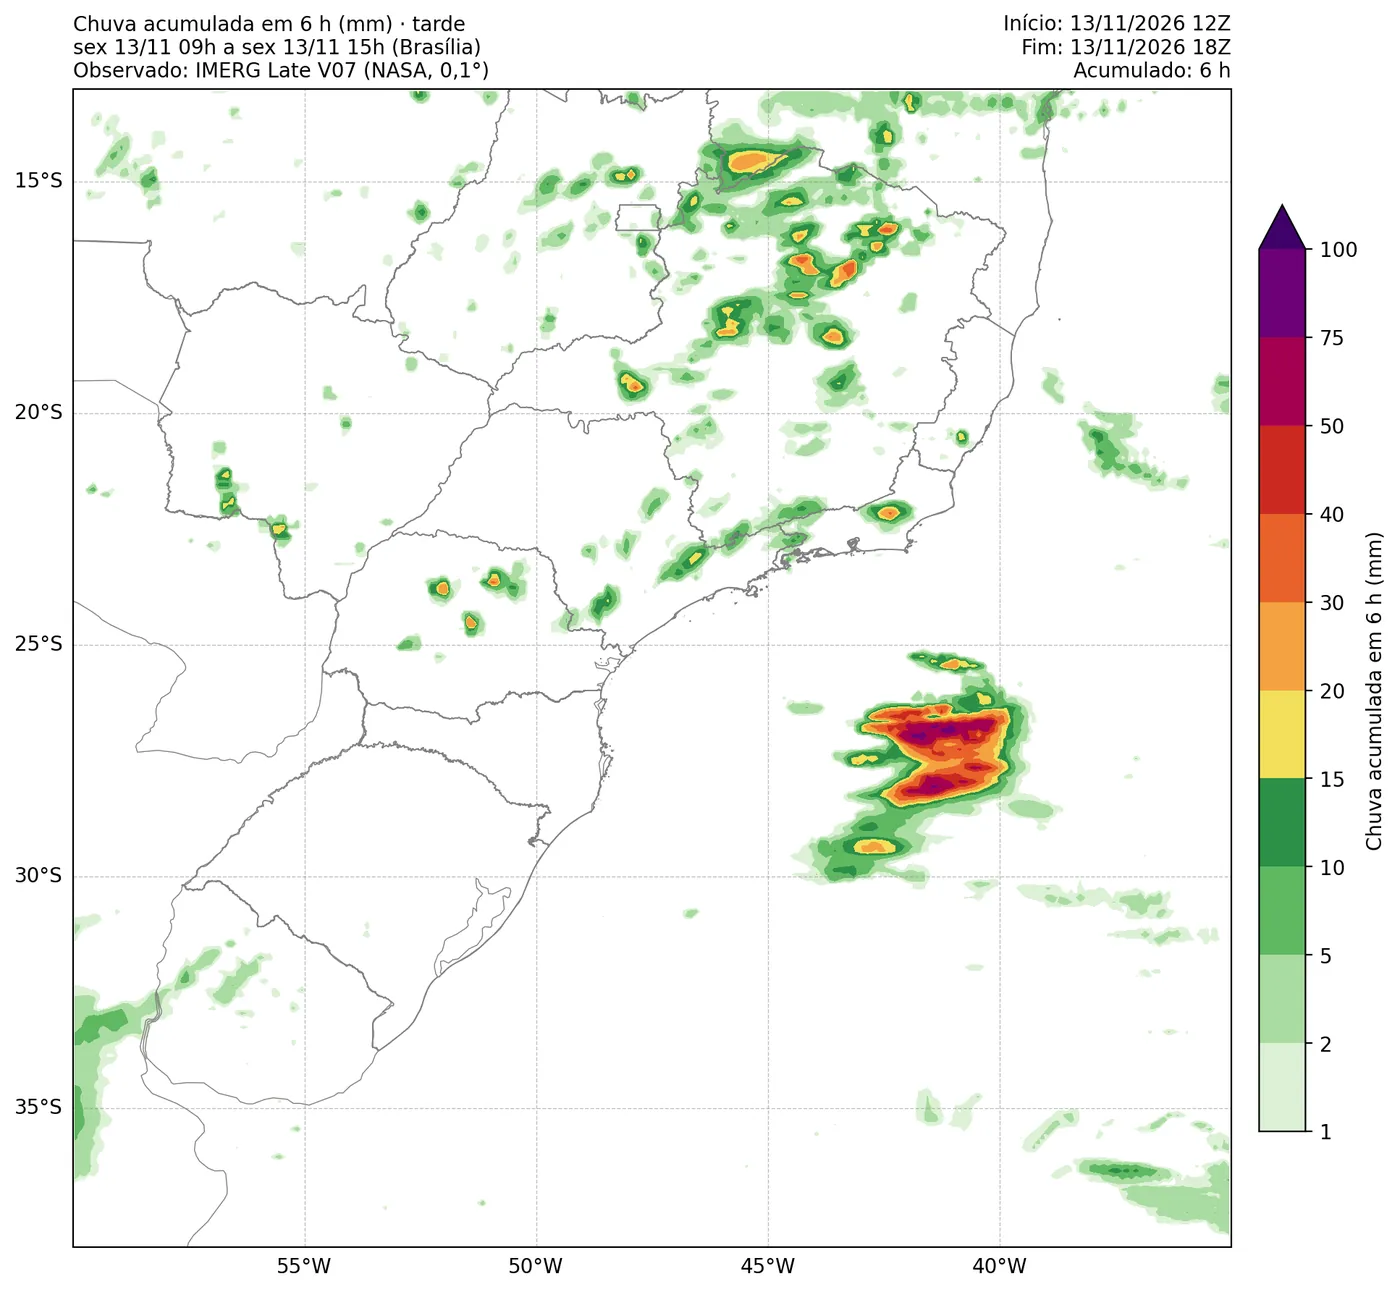 Chuva acumulada em 6 h (mm) · tarde
sex 13/11 09h a sex 13/11 15h (Brasília)
Observado: IMERG Late V07 (NASA, 0,1°)
Início: 13/11/2026 12Z
Fim: 13/11/2026 18Z
Acumulado: 6 h
15°S
20°S
25°S
30°S
35°S
55°W
50°W
45°W
40°W
100
75
50
40
30
20
15
10
5
2
1
Chuva acumulada em 6 h (mm)